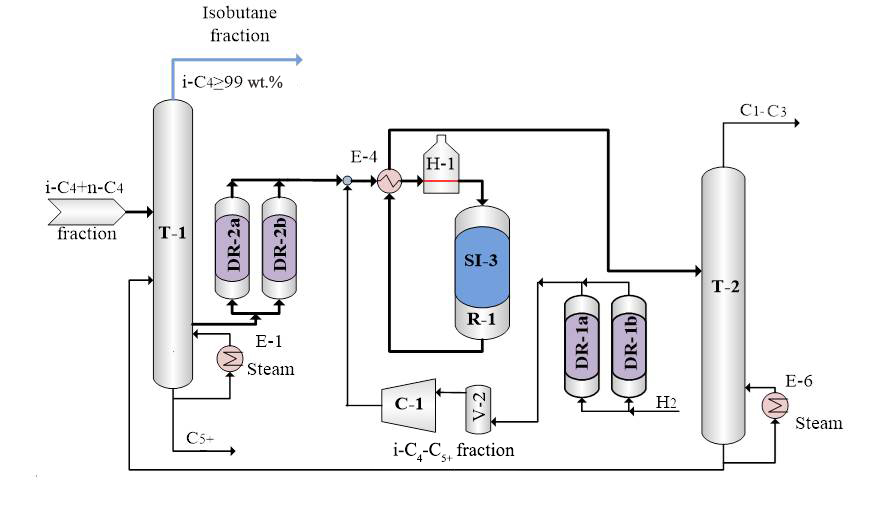 Isobutane
fraction
i-C4≥99 wt.%
C1-C3
E-4
H-1
i-C4+n-C4
fraction
T-1
DR-2a
DR-2b
SI-3
R-1
T-2
DR-1a
DR-1b
E-1
Steam
C-1
V-2
H2
E-6
Steam
C5+
i-C4-C5+ fraction